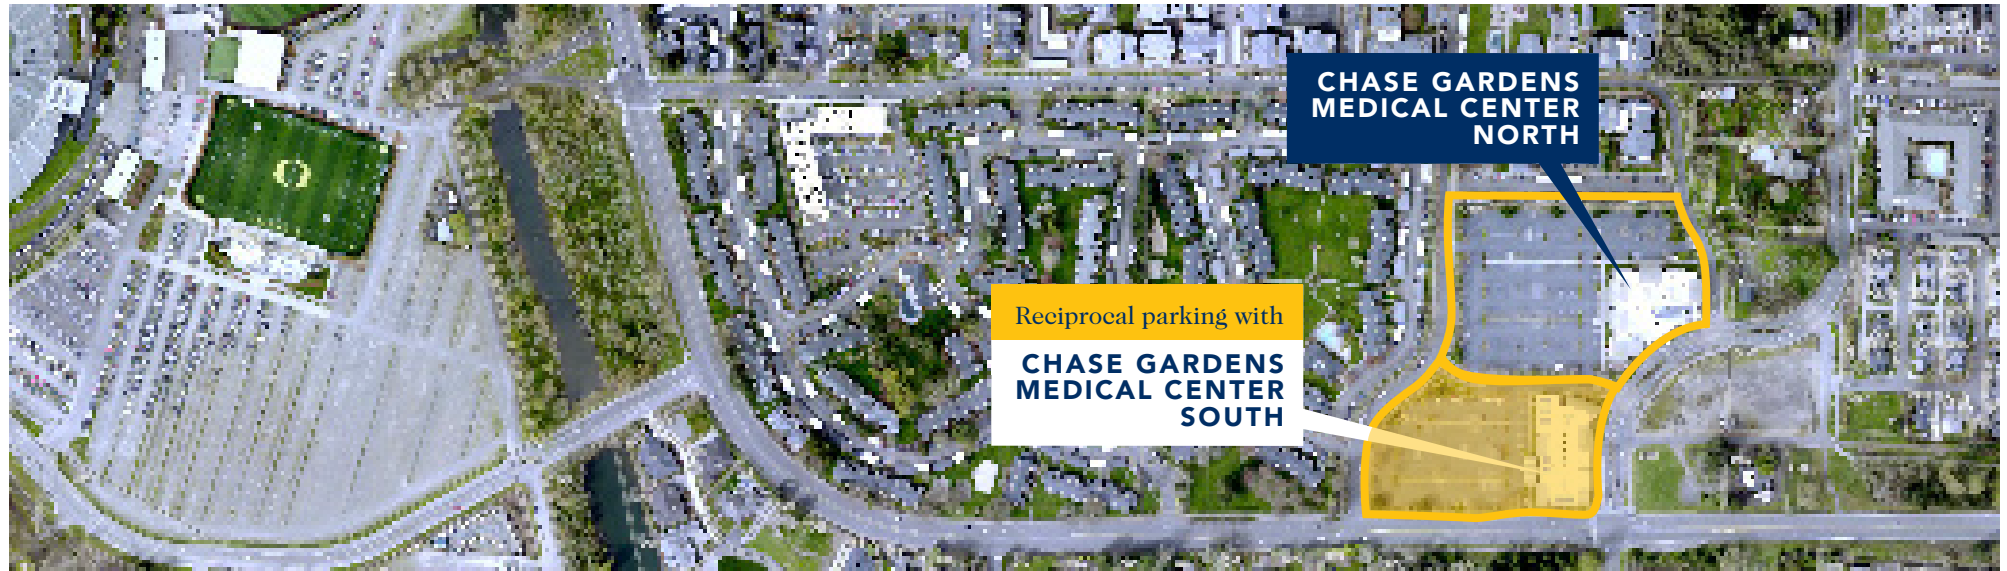 CHASE GARDENS
MEDICAL CENTER
NORTH
Reciprocal parking with
CHASE GARDENS
MEDICAL CENTER
SOUTH
O